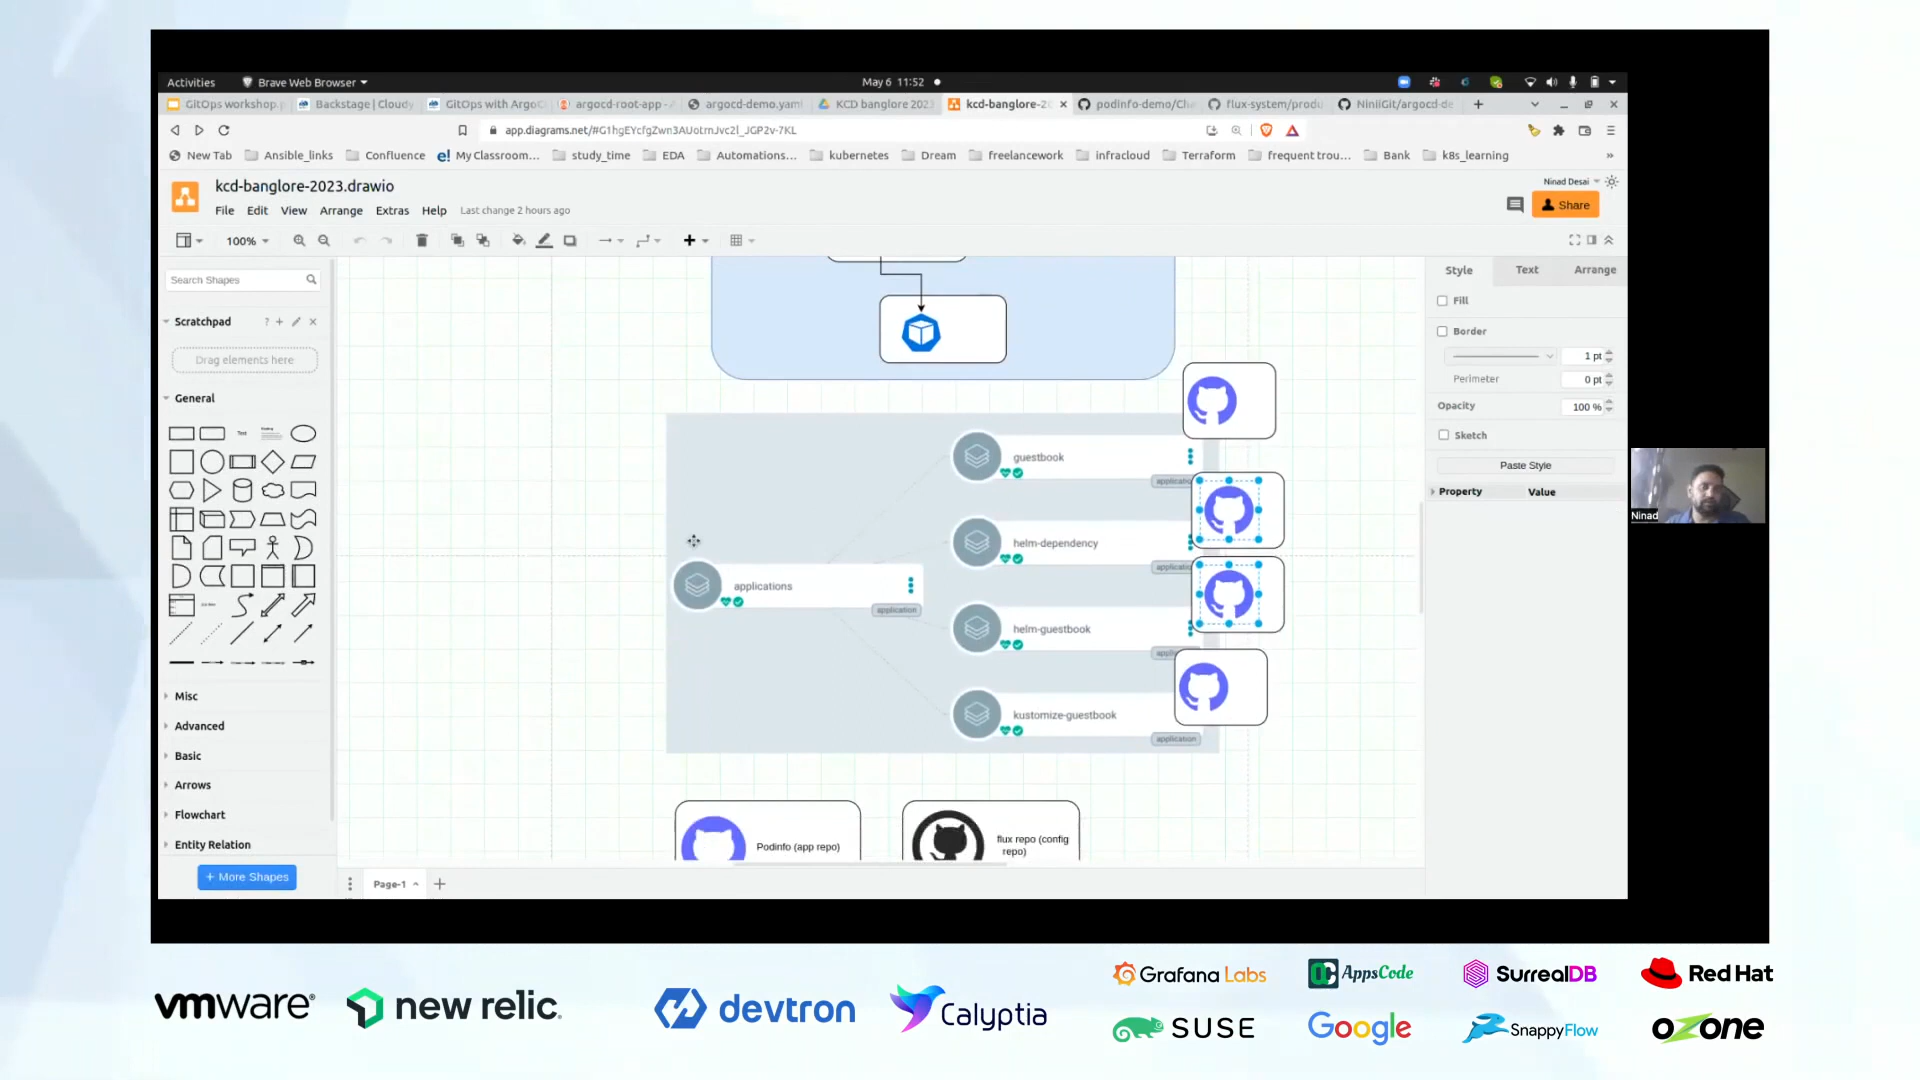 Activities
Brave Web Browser
May 6 11:52
GitOps workshop.p
Backstage | Cloudy
GitOps with ArgoC
argocd-root-app -
argocd-demo.yaml
KCD banglore 2023
kcd-banglore-20
podinfo-demo/Cha
flux-system/produ
NiniiGit/argocd-de
app.diagrams.net/#G1hgEYcfgZwn3AUotrnJvc2l_JGP2v-7KL
New Tab
Ansible_links
Confluence
My Classroom...
study_time
EDA
Automations...
kubernetes
Dream
freelancework
infracloud
Terraform
frequent trou...
Bank
k8s_learning
»
kcd-banglore-2023.drawio
Ninad Desai
File Edit View Arrange Extras Help Last change 2 hours ago
Share
100%
Search Shapes
Scratchpad
Drag elements here
General
Text
Misc
Advanced
Basic
Arrows
Flowchart
Entity Relation
+ More Shapes
guestbook
helm-dependency
applications
application
helm-guestbook
kustomize-guestbook
application
Podinfo (app repo)
flux repo (config
repo)
Page-1
Style Text Arrange
Fill
Border
1 pt
Perimeter 0 pt
Opacity 100 %
Sketch
Paste Style
Property Value
Ninad
vmware
new relic.
devtron
Calyptia
Grafana Labs
AppsCode
SurrealDB
Red Hat
SUSE
Google
SnappyFlow
ozone